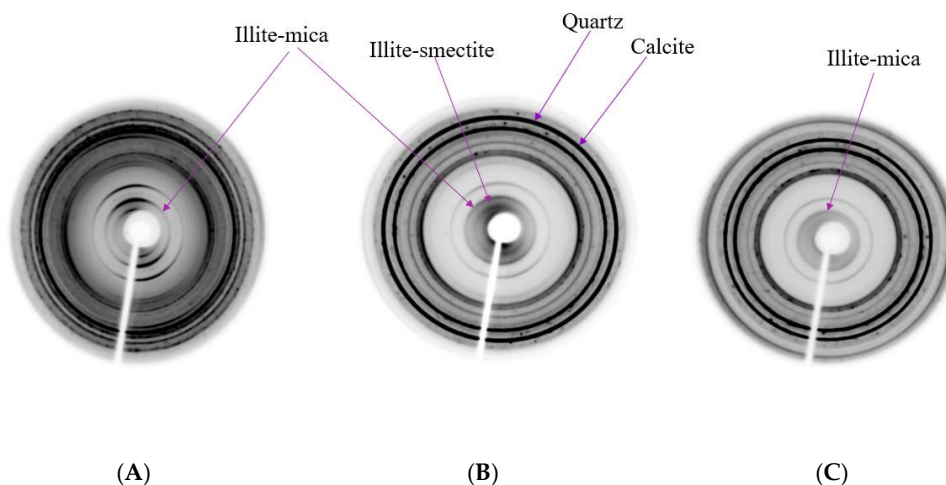 Quartz
Illite-mica
Illite-smectite
Calcite
Illite-mica
(A)
(B)
(C)